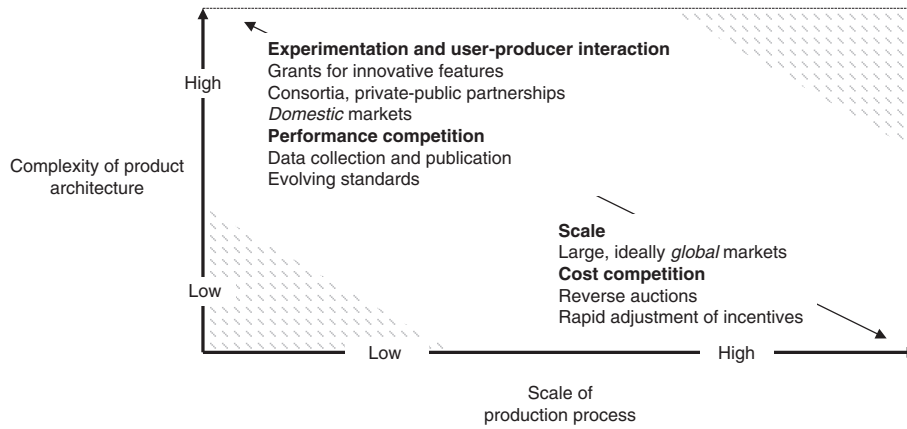 Experimentation and user-producer interaction
Grants for innovative features
Consortia, private-public partnerships
Domestic markets
Performance competition
Data collection and publication
Evolving standards
High
Complexity of product
architecture
Low
Scale
Large, ideally global markets
Cost competition
Reverse auctions
Rapid adjustment of incentives
Low
High
Scale of
production process